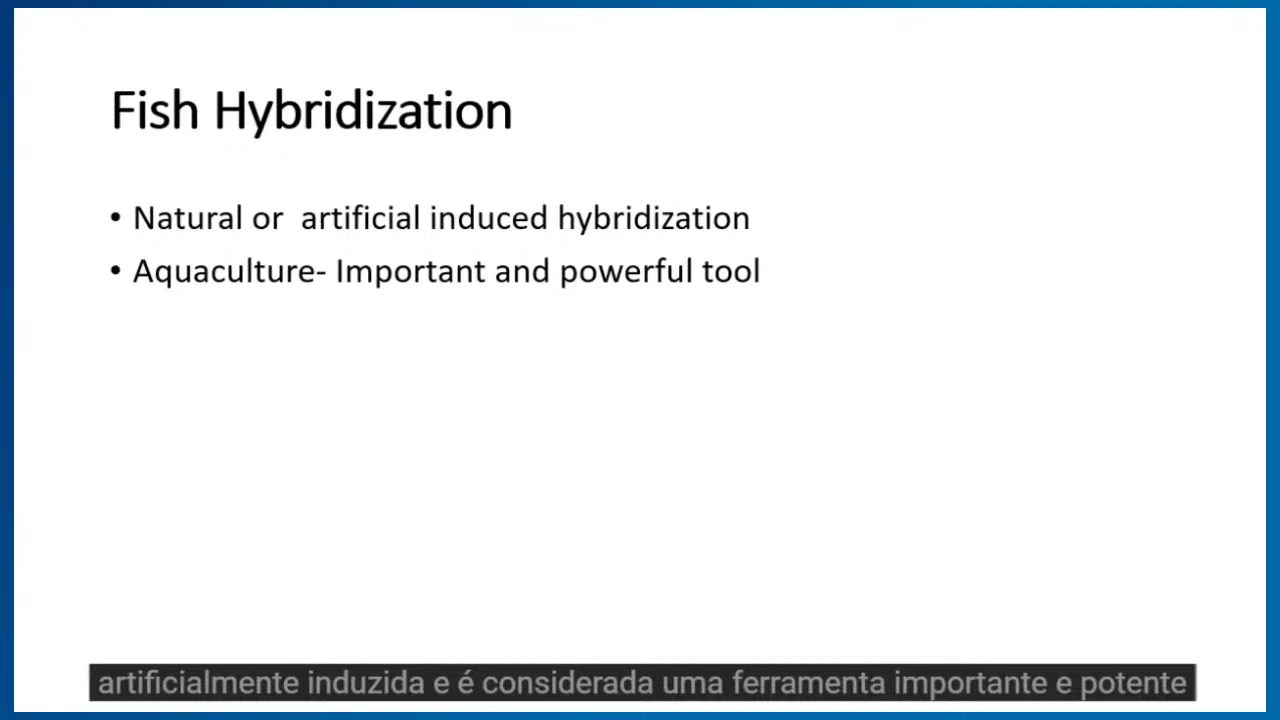 Fish Hybridization
• Natural or  artificial induced hybridization
• Aquaculture- Important and powerful tool
artificialmente induzida e é considerada uma ferramenta importante e potente